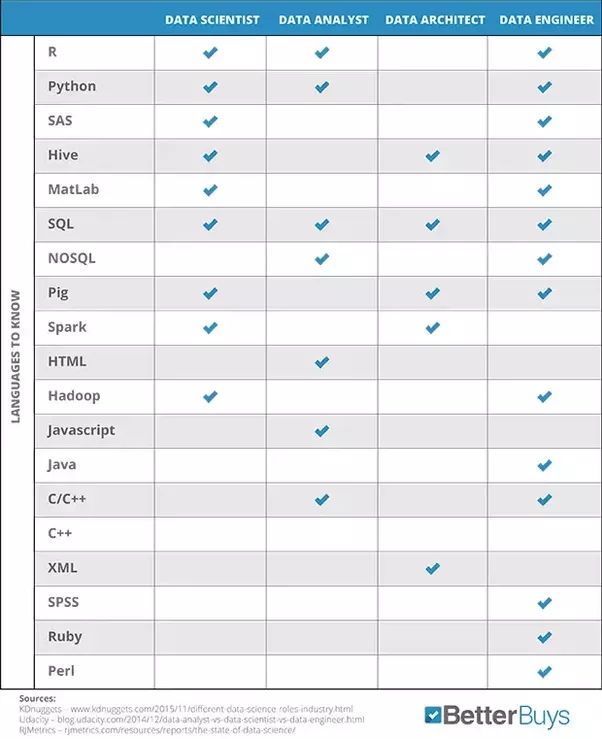 DATA SCIENTIST DATA ANALYST DATA ARCHITECT DATA ENGINEER
LANGUAGES TO KNOW
R ✔ ✔ ✔
Python ✔ ✔ ✔
SAS ✔ ✔
Hive ✔ ✔ ✔
MatLab ✔ ✔
SQL ✔ ✔ ✔ ✔
NOSQL ✔ ✔
Pig ✔ ✔ ✔
Spark ✔ ✔
HTML ✔
Hadoop ✔ ✔
Javascript ✔
Java ✔
C/C++ ✔ ✔
C++
XML ✔
SPSS ✔
Ruby ✔
Perl ✔
Sources:
KDnuggets – www.kdnuggets.com/2015/11/different-data-science-roles-industry.html
Udacity – blog.udacity.com/2014/12/data-analyst-vs-data-scientist-vs-data-engineer.html
RJMetrics – rjmetrics.com/resources/reports/the-state-of-data-science/
BetterBuys